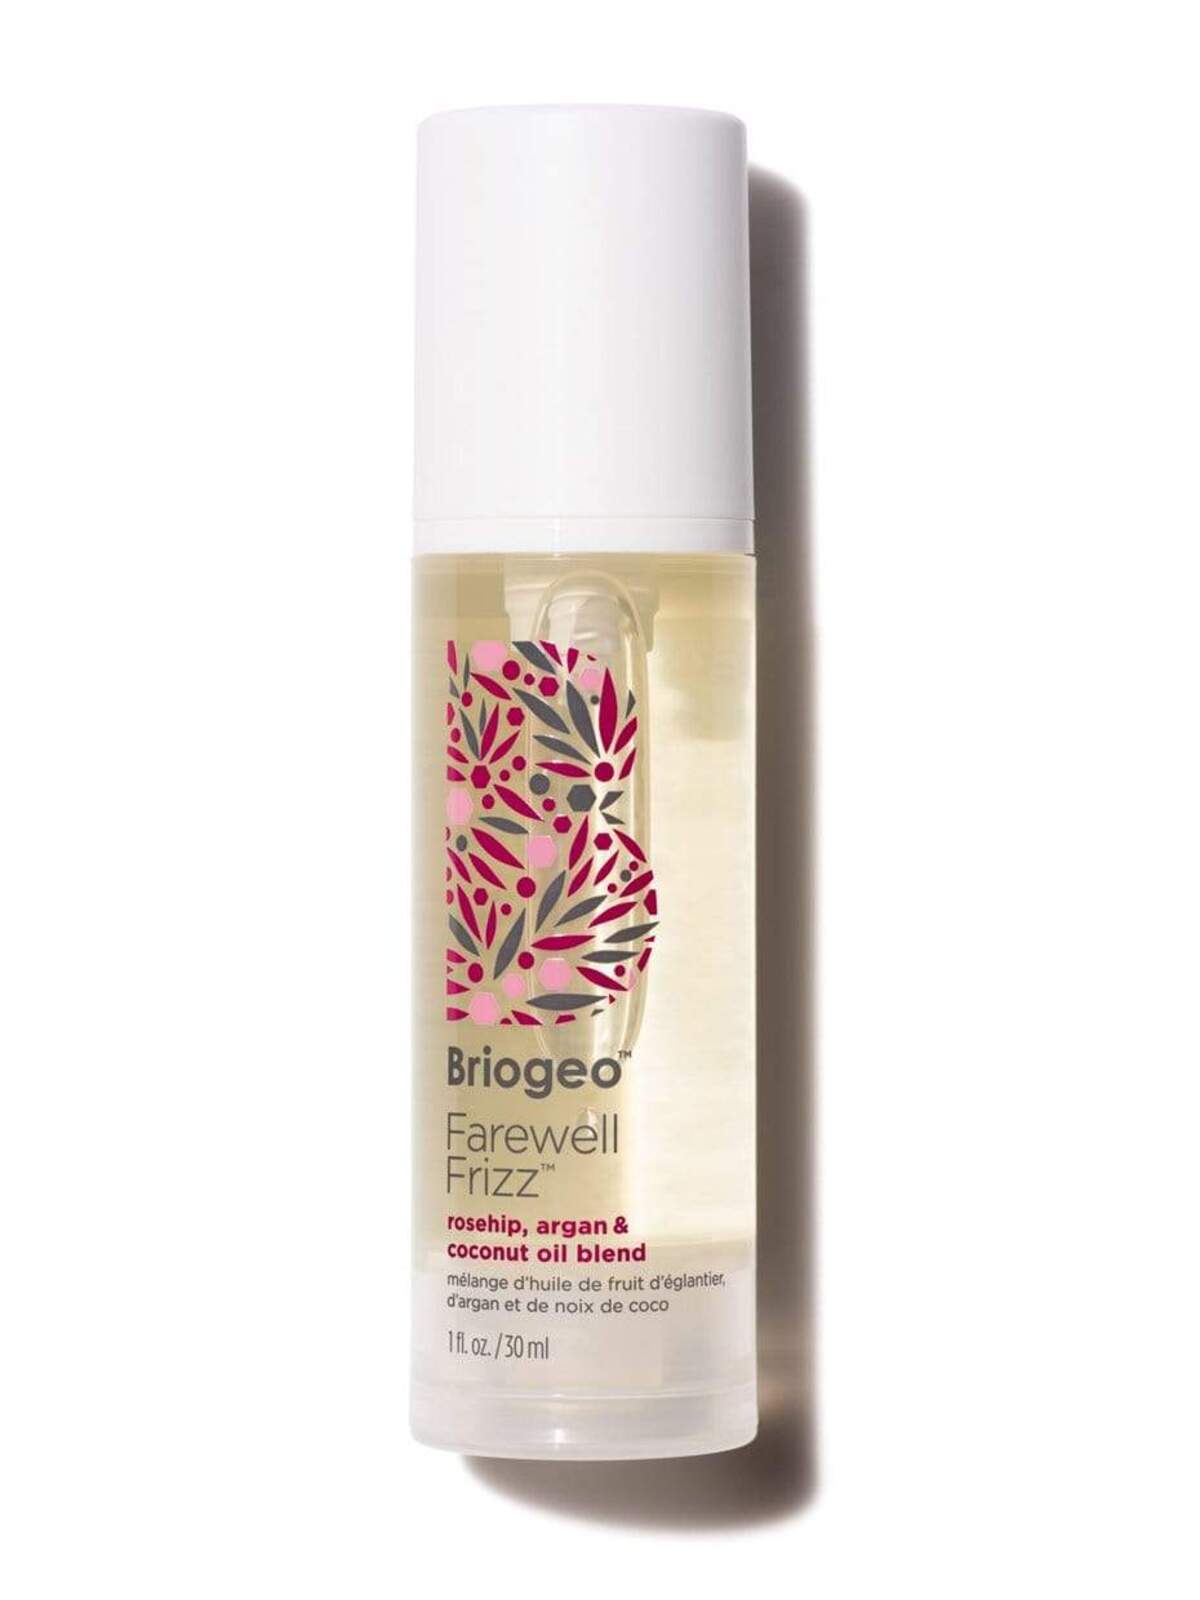 Briogeo™
Farewell
Frizz™
rosehip, argan &
coconut oil blend
mélange d'huile de fruit d'églantier,
d'argan et de noix de coco
1 fl. oz. / 30 ml